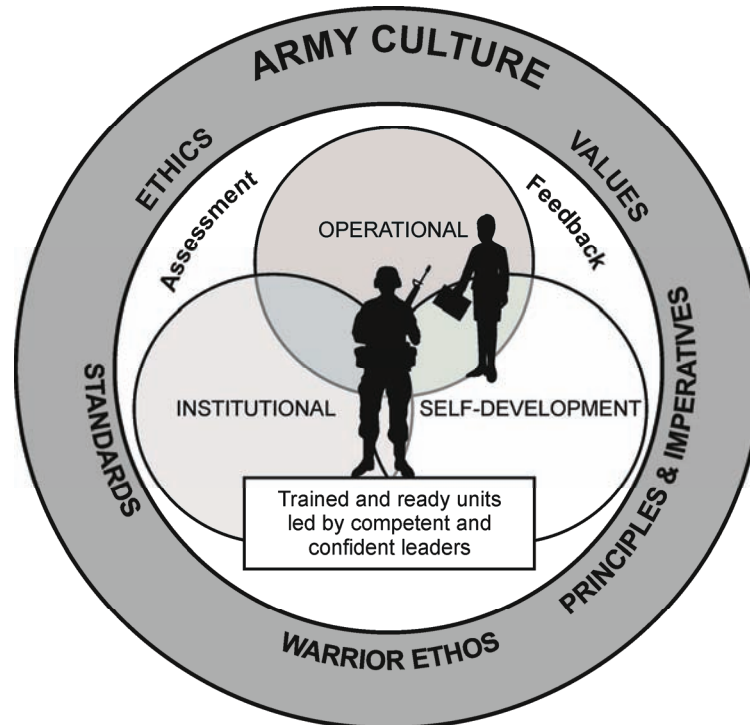 ARMY CULTURE
ETHICS
VALUES
Assessment
Feedback
OPERATIONAL
STANDARDS
PRINCIPLES & IMPERATIVES
INSTITUTIONAL
SELF-DEVELOPMENT
Trained and ready units
led by competent and
confident leaders
WARRIOR ETHOS